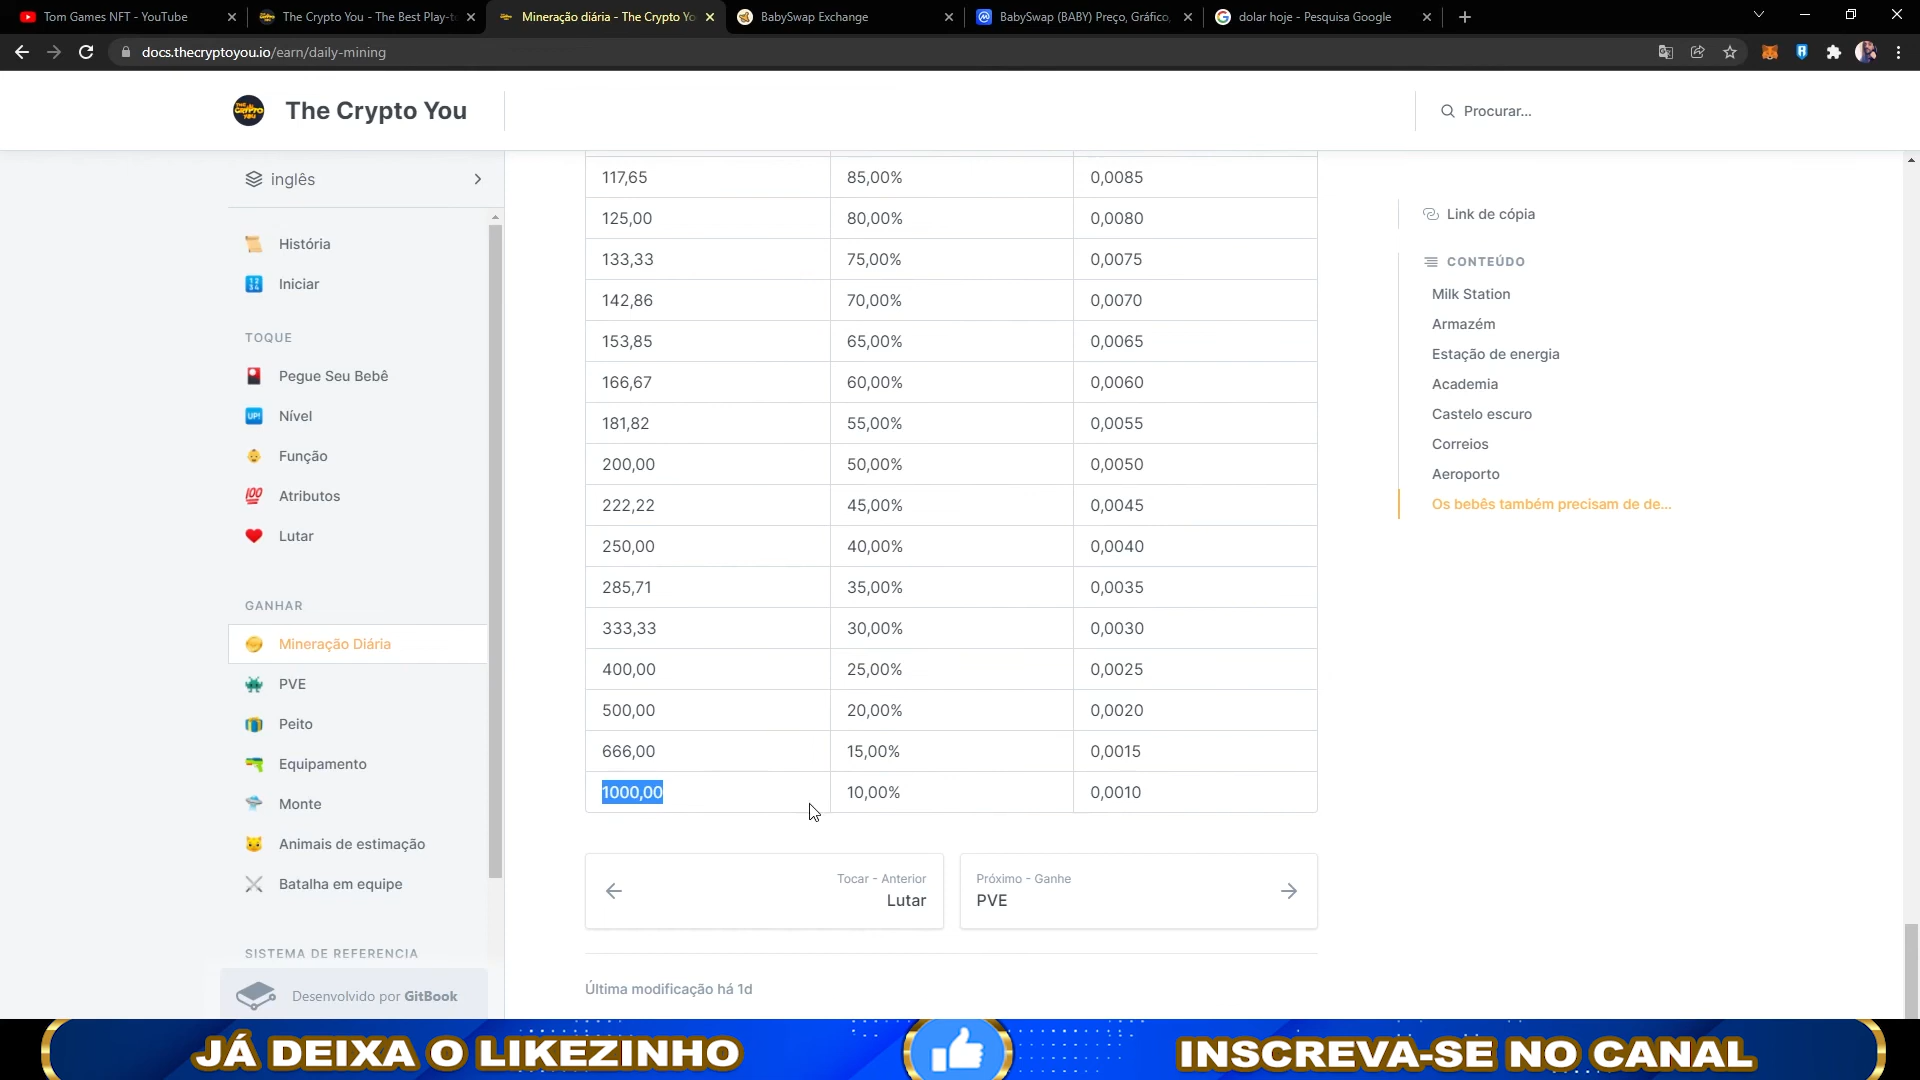 Tom Games NFT - YouTube
The Crypto You - The Best Play-to
Mineração diária - The Crypto Yo
BabySwap Exchange
BabySwap (BABY) Preço, Gráfico,
dolar hoje - Pesquisa Google
docs.thecryptoyou.io/earn/daily-mining
The Crypto You
Procurar...
inglês
História
Iniciar
TOQUE
Pegue Seu Bebê
Nível
Função
Atributos
Lutar
GANHAR
Mineração Diária
PVE
Peito
Equipamento
Monte
Animais de estimação
Batalha em equipe
SISTEMA DE REFERENCIA
Desenvolvido por GitBook
117,65 85,00% 0,0085
125,00 80,00% 0,0080
133,33 75,00% 0,0075
142,86 70,00% 0,0070
153,85 65,00% 0,0065
166,67 60,00% 0,0060
181,82 55,00% 0,0055
200,00 50,00% 0,0050
222,22 45,00% 0,0045
250,00 40,00% 0,0040
285,71 35,00% 0,0035
333,33 30,00% 0,0030
400,00 25,00% 0,0025
500,00 20,00% 0,0020
666,00 15,00% 0,0015
1000,00 10,00% 0,0010
Tocar - Anterior
Lutar
Próximo - Ganhe
PVE
Última modificação há 1d
Link de cópia
CONTEÚDO
Milk Station
Armazém
Estação de energia
Academia
Castelo escuro
Correios
Aeroporto
Os bebês também precisam de de...
JÁ DEIXA O LIKEZINHO
INSCREVA-SE NO CANAL